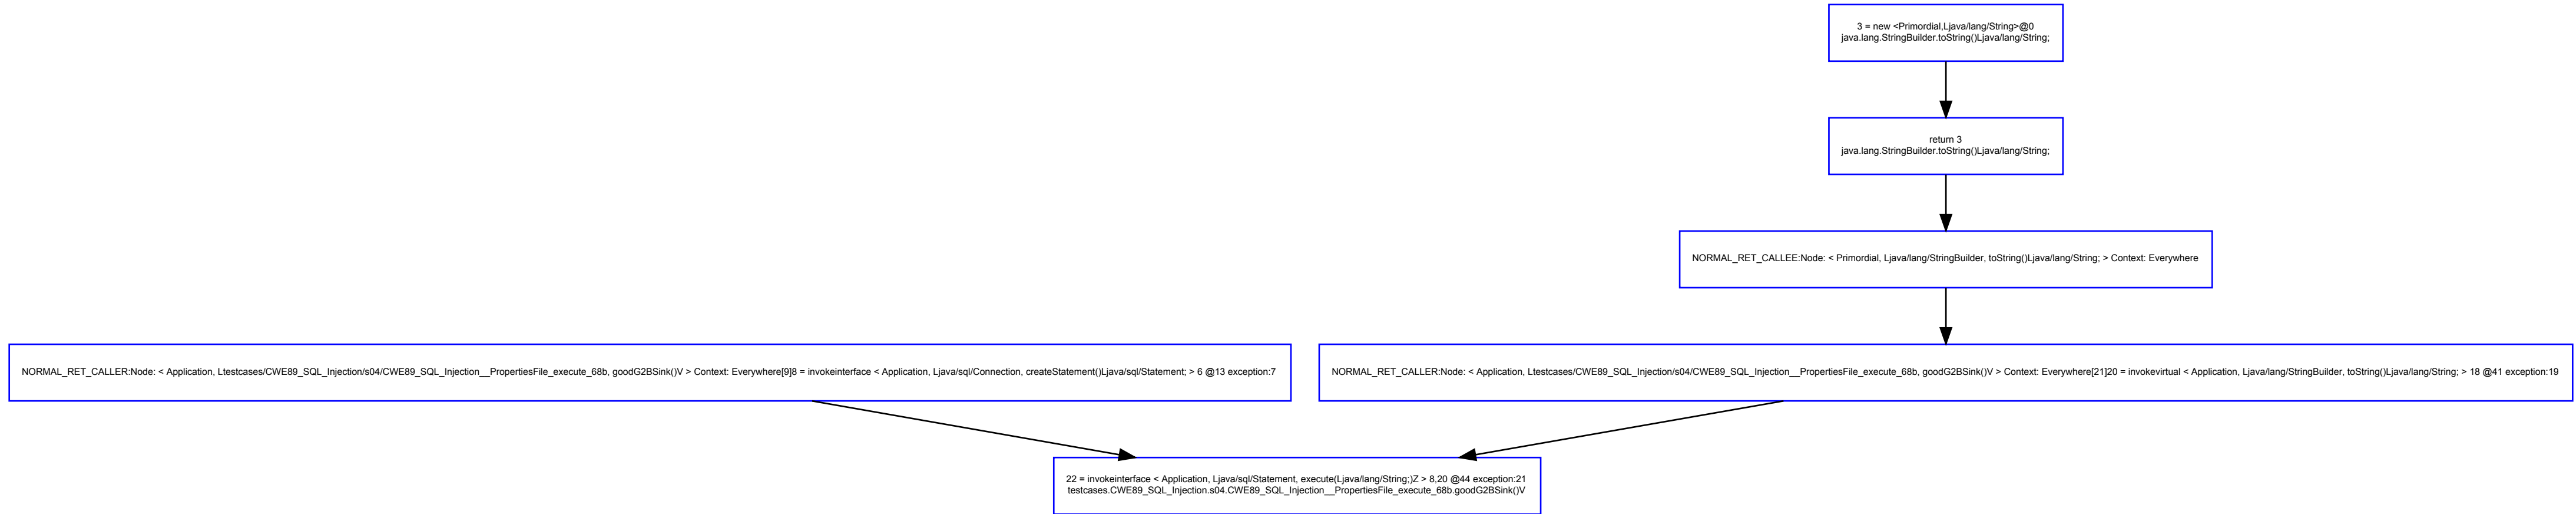 3 = new <Primordial,Ljava/lang/String>@0
java.lang.StringBuilder.toString()Ljava/lang/String;
return 3
java.lang.StringBuilder.toString()Ljava/lang/String;
NORMAL_RET_CALLEE:Node: < Primordial, Ljava/lang/StringBuilder, toString()Ljava/lang/String; > Context: Everywhere
NORMAL_RET_CALLER:Node: < Application, Ltestcases/CWE89_SQL_Injection/s04/CWE89_SQL_Injection__PropertiesFile_execute_68b, goodG2BSink()V > Context: Everywhere[9]8 = invokeinterface < Application, Ljava/sql/Connection, createStatement()Ljava/sql/Statement; > 6 @13 exception:7
NORMAL_RET_CALLER:Node: < Application, Ltestcases/CWE89_SQL_Injection/s04/CWE89_SQL_Injection__PropertiesFile_execute_68b, goodG2BSink()V > Context: Everywhere[21]20 = invokevirtual < Application, Ljava/lang/StringBuilder, toString()Ljava/lang/String; > 18 @41 exception:19
22 = invokeinterface < Application, Ljava/sql/Statement, execute(Ljava/lang/String;)Z > 8,20 @44 exception:21
testcases.CWE89_SQL_Injection.s04.CWE89_SQL_Injection__PropertiesFile_execute_68b.goodG2BSink()V